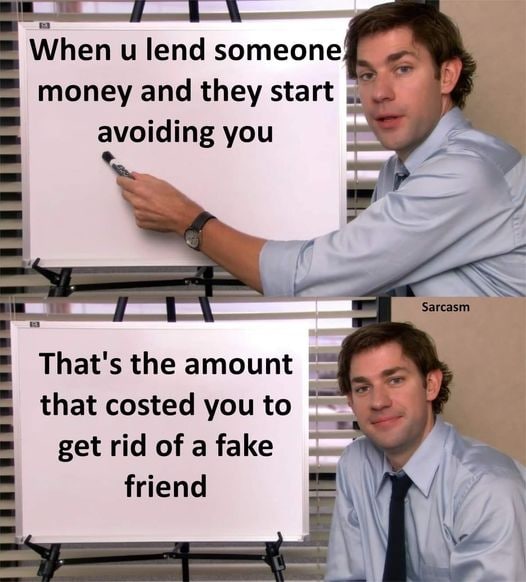 When u lend someone
money and they start
avoiding you
Sarcasm
That's the amount
that costed you to
get rid of a fake
friend